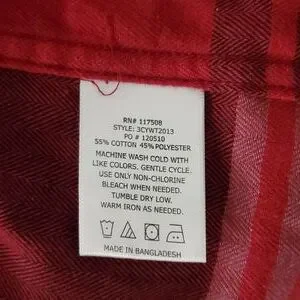 RN# 117508
STYLE: 3CYWT2013
PO # 120510
55% COTTON 45% POLYESTER
MACHINE WASH COLD WITH
LIKE COLORS. GENTLE CYCLE.
USE ONLY NON-CHLORINE
BLEACH WHEN NEEDED.
TUMBLE DRY LOW.
WARM IRON AS NEEDED.
MADE IN BANGLADESH